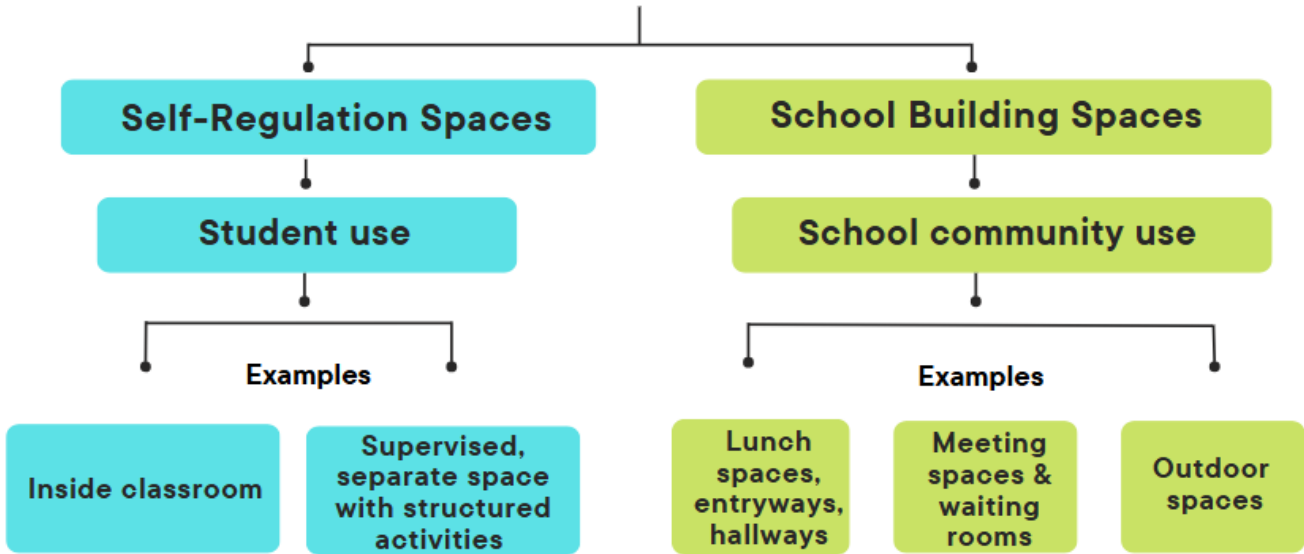 Self-Regulation Spaces
School Building Spaces
Student use
School community use
Examples
Examples
Inside classroom
Supervised,
separate space
with structured
activities
Lunch
spaces,
entryways,
hallways
Meeting
spaces &
waiting
rooms
Outdoor
spaces